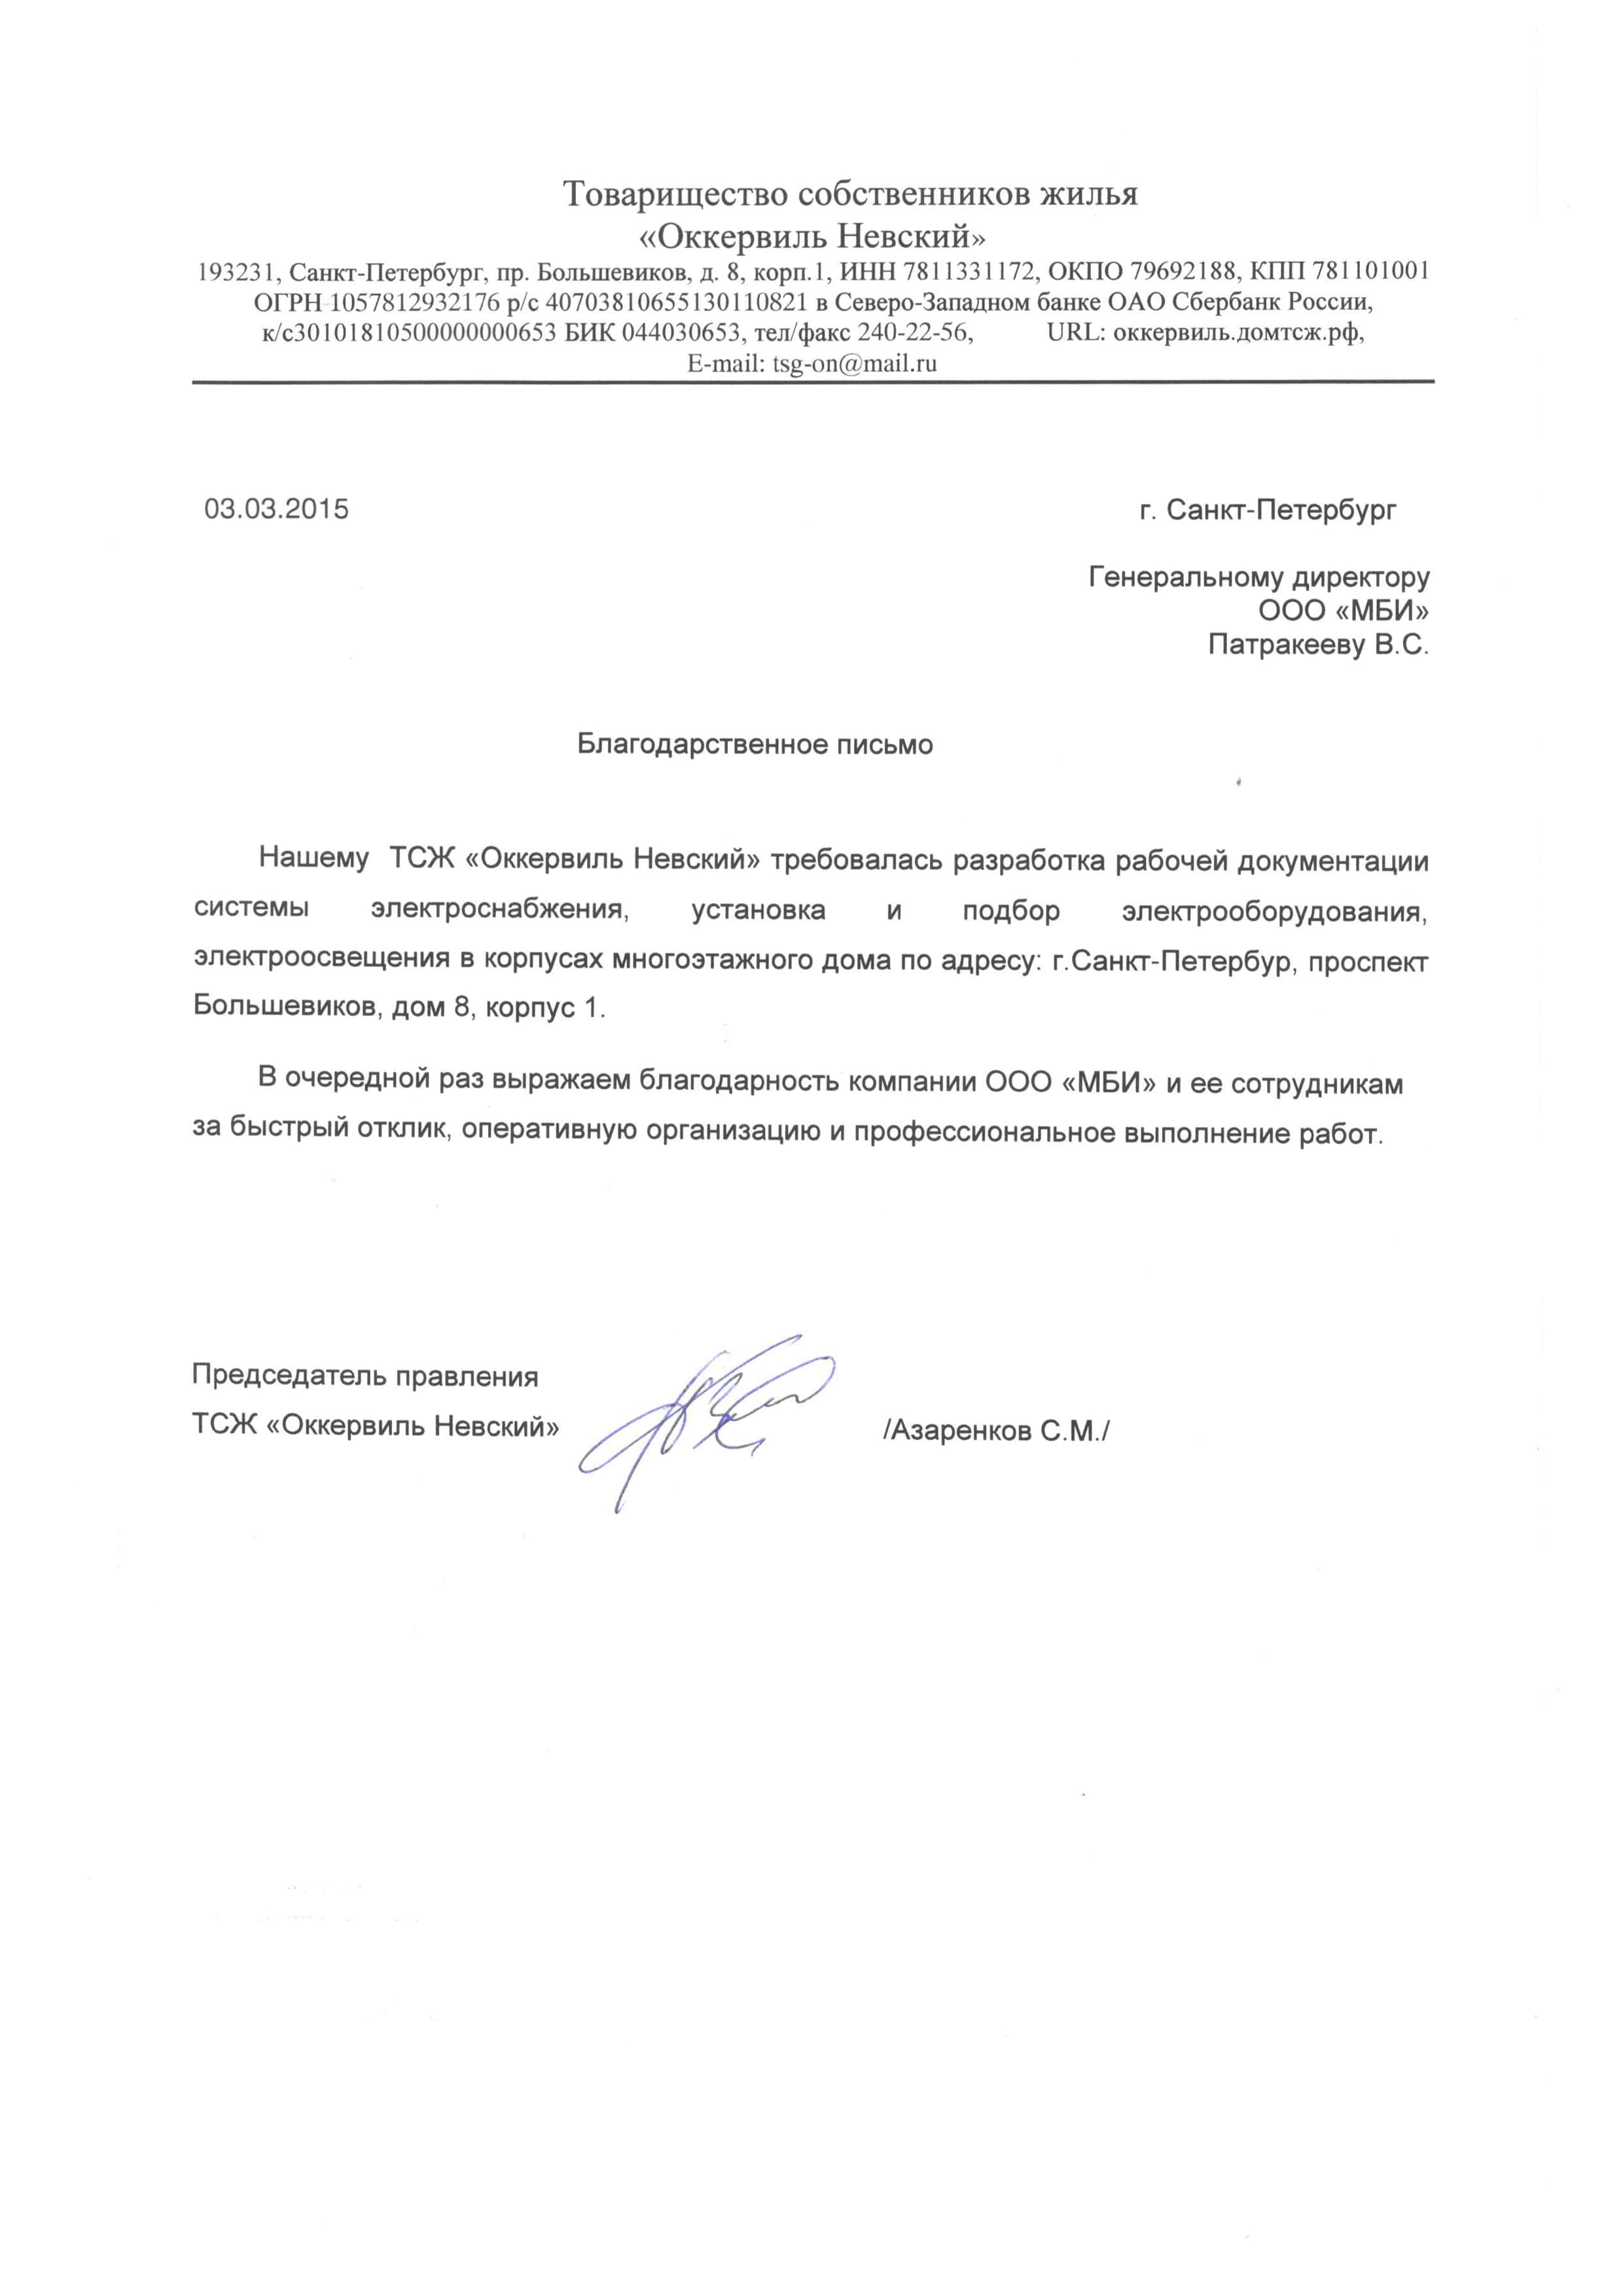 Товарищество собственников жилья
«Оккервиль Невский»
193231, Санкт-Петербург, пр. Большевиков, д. 8, корп.1, ИНН 7811331172, ОКПО 79692188, КПП 781101001
ОГРН 1057812932176 р/с 40703810655130110821 в Северо-Западном банке ОАО Сбербанк России,
к/с30101810500000000653 БИК 044030653, тел/факс 240-22-56, URL: оккервиль.домтсж.рф,
E-mail: tsg-on@mail.ru
03.03.2015 г. Санкт-Петербург
Генеральному директору
ООО «МБИ»
Патракееву В.С.
Благодарственное письмо
Нашему ТСЖ «Оккервиль Невский» требовалась разработка рабочей документации
системы электроснабжения, установка и подбор электрооборудования,
электроосвещения в корпусах многоэтажного дома по адресу: г.Санкт-Петербур, проспект
Большевиков, дом 8, корпус 1.
В очередной раз выражаем благодарность компании ООО «МБИ» и ее сотрудникам
за быстрый отклик, оперативную организацию и профессиональное выполнение работ.
Председатель правления
ТСЖ «Оккервиль Невский» /Азаренков С.М./